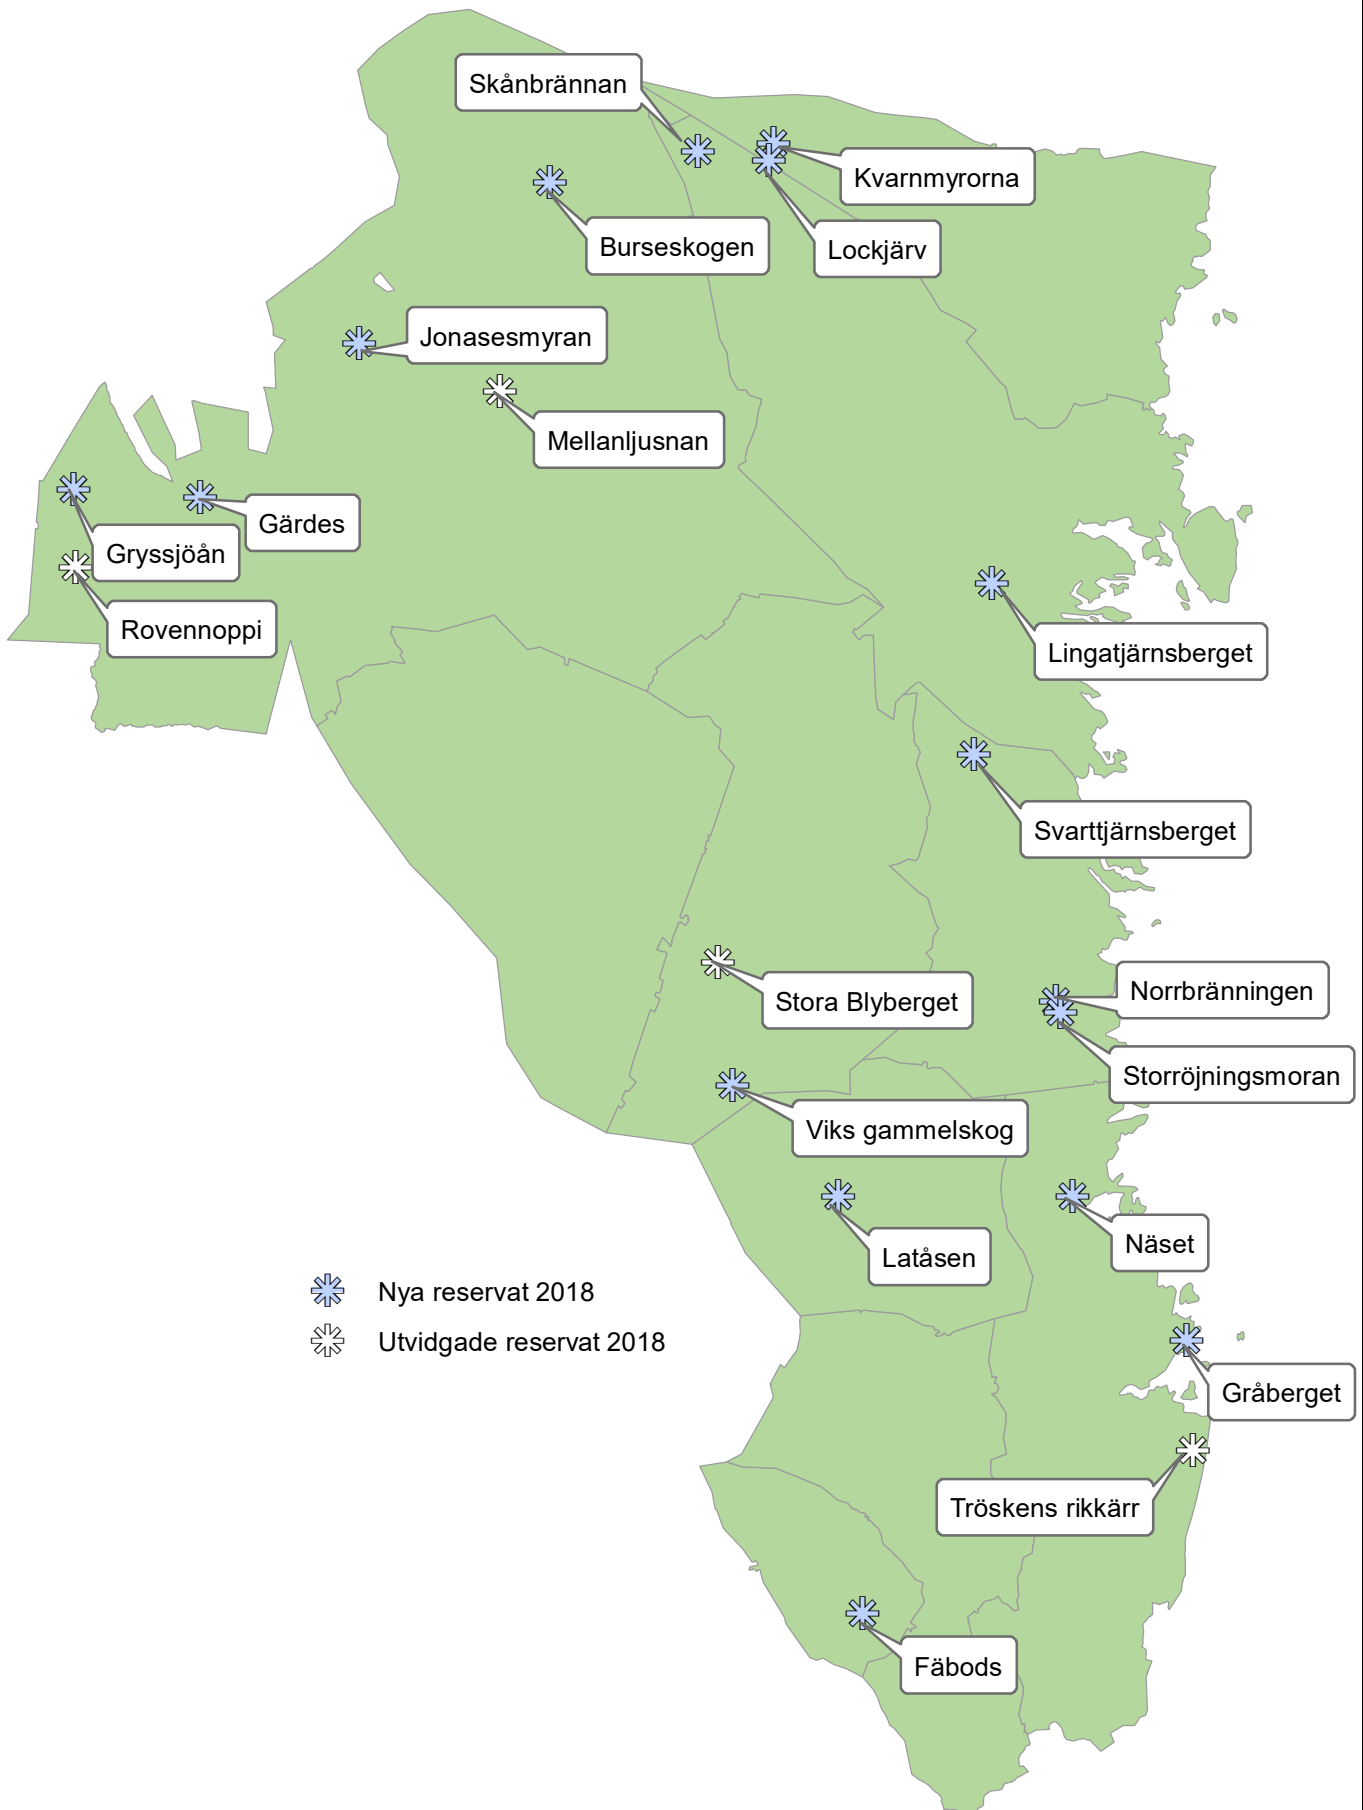 Skånbrännan
Kvarnmyrorna
Burseskogen
Lockjärv
Jonasesmyran
Mellanljusnan
Gärdes
Gryssjöån
Rovennoppi
Lingatjärnsberget
Svarttjärnsberget
Stora Blyberget
Norrbränningen
Storröjningsmoran
Viks gammelskog
Näset
Latåsen
Nya reservat 2018
Utvidgade reservat 2018
Gråberget
Tröskens rikkärr
Fäbods